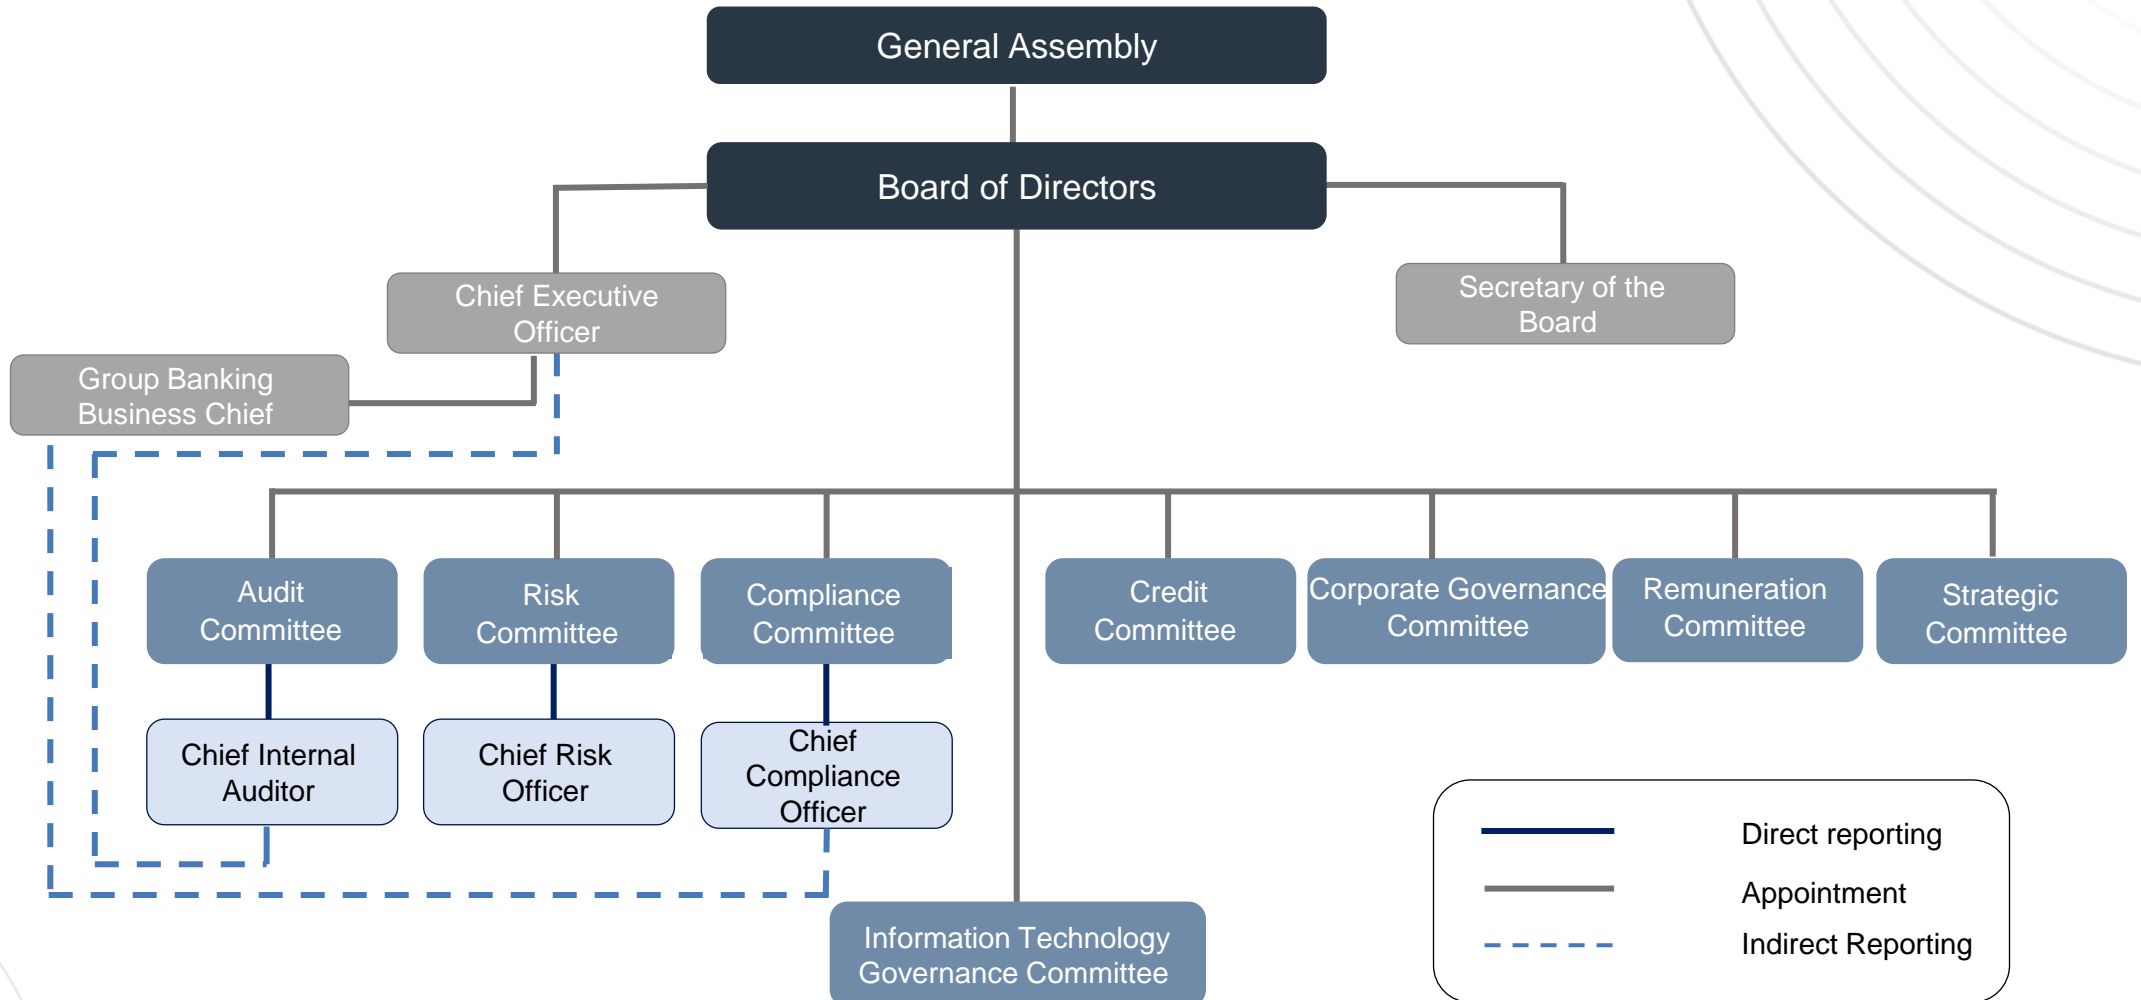 General Assembly
Board of Directors
Chief Executive
Officer
Secretary of the
Board
Group Banking
Business Chief
Audit
Committee
Risk
Committee
Compliance
Committee
Credit
Committee
Corporate Governance
Committee
Remuneration
Committee
Strategic
Committee
Chief Internal
Auditor
Chief Risk
Officer
Chief
Compliance
Officer
Information Technology
Governance Committee
Direct reporting
Appointment
Indirect Reporting